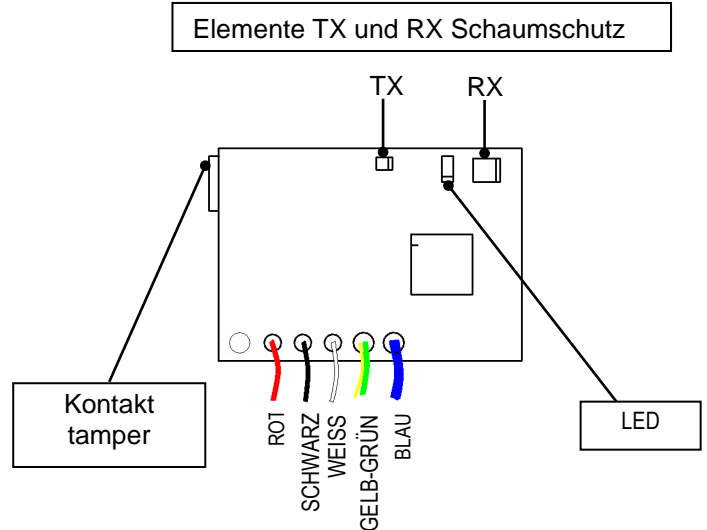 Elemente TX und RX Schaumschutz
TX
RX
Kontakt
tamper
ROT
SCHWARZ
WEISS
GELB-GRÜN
BLAU
LED